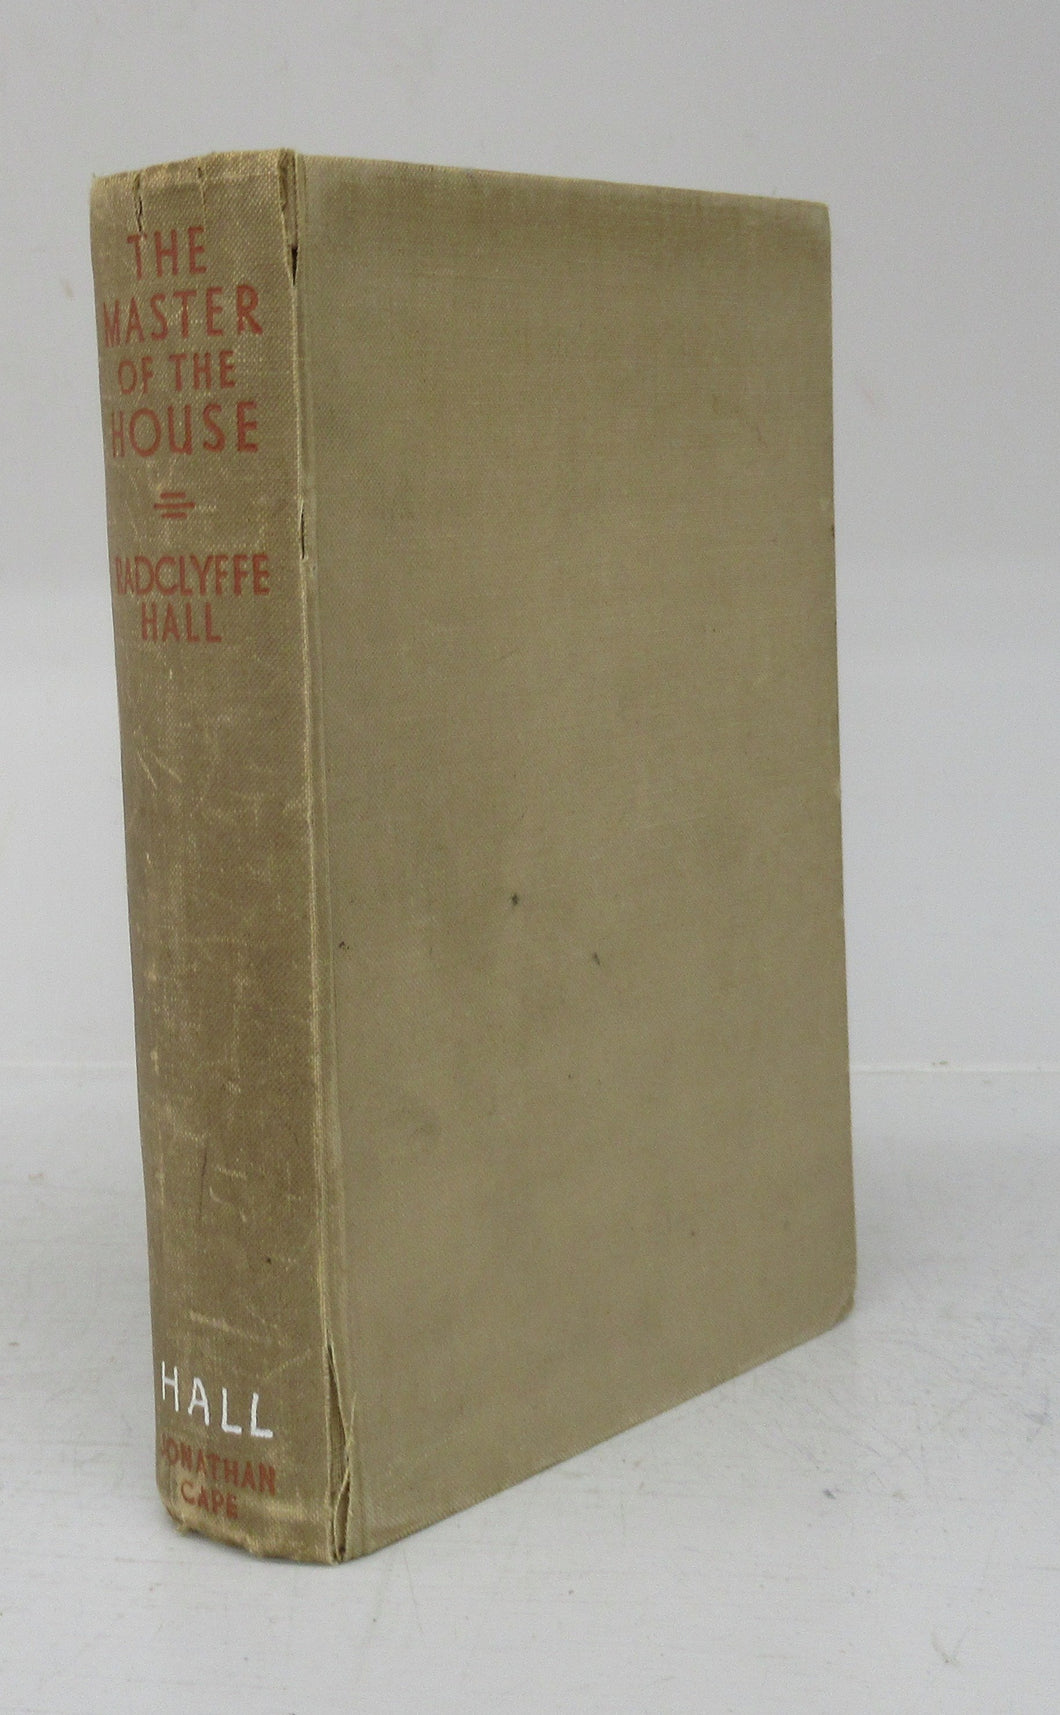 THE
MASTER
OF THE
HOUSE
RADCLYFFE
HALL
HALL
JONATHAN
CAPE